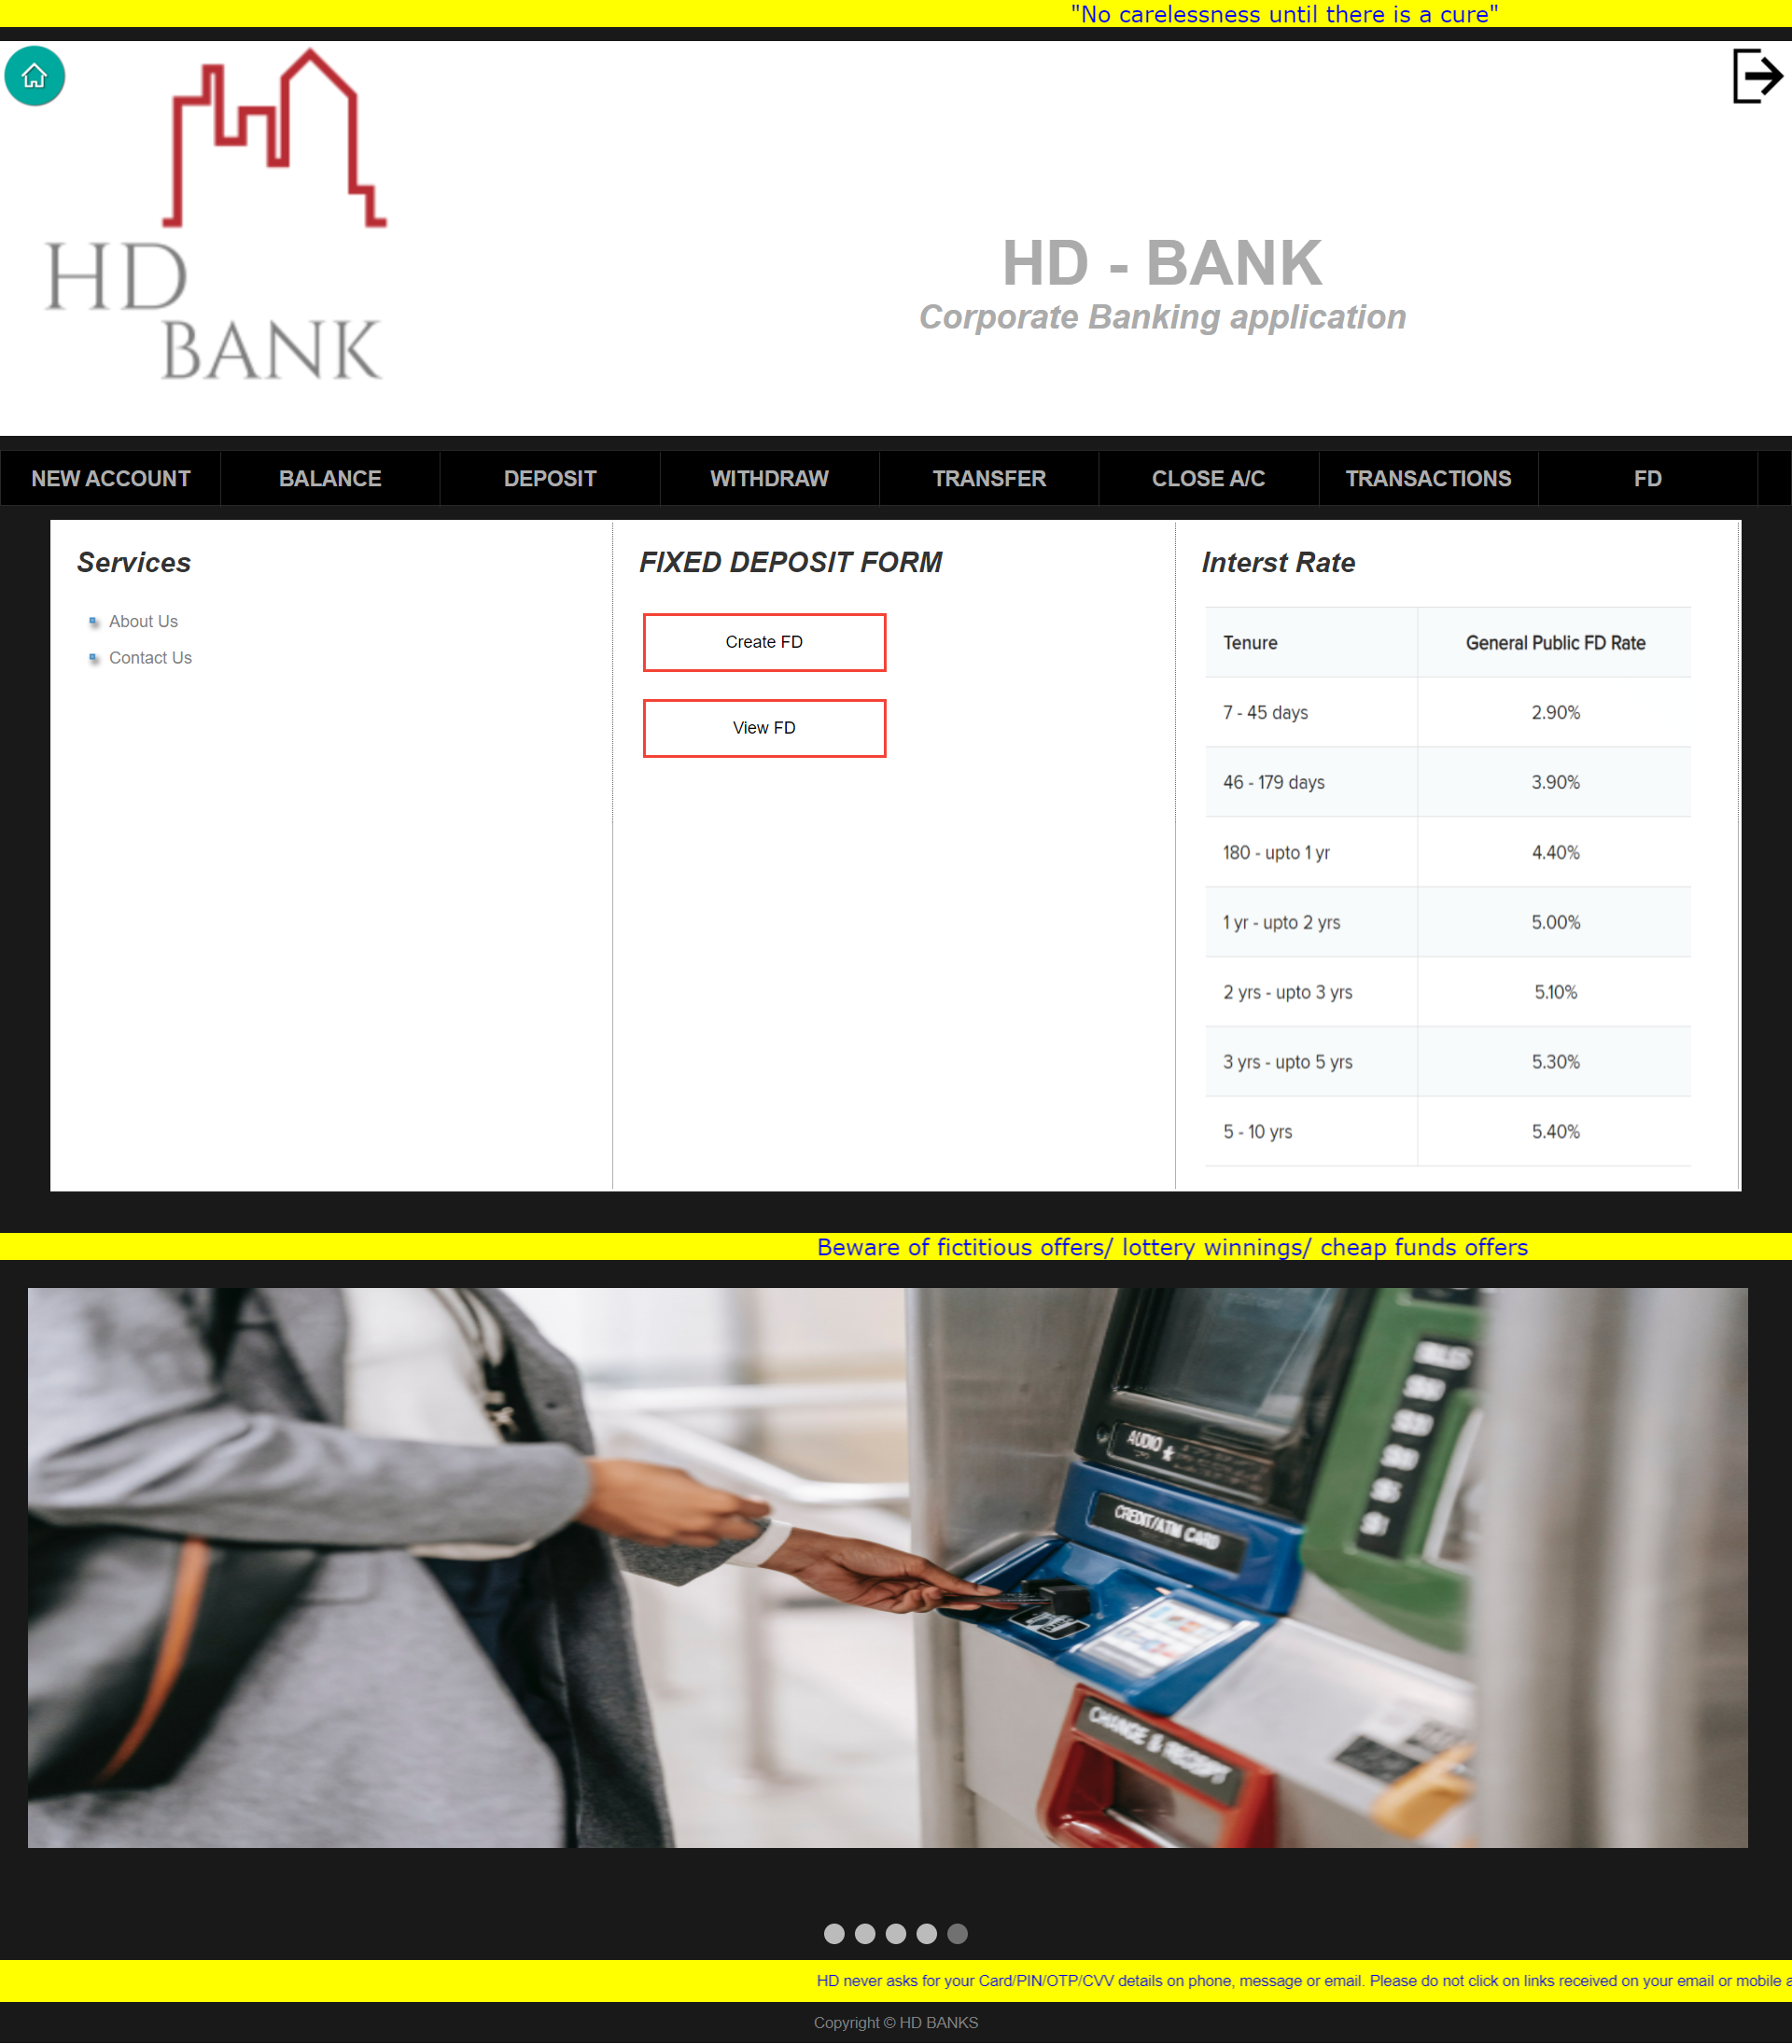 "No carelessness until there is a cure"
HD
BANK
HD - BANK
Corporate Banking application
NEW ACCOUNT BALANCE DEPOSIT WITHDRAW TRANSFER CLOSE A/C TRANSACTIONS FD
Services
About Us
Contact Us
FIXED DEPOSIT FORM
Create FD
View FD
Interst Rate
Tenure General Public FD Rate
7 - 45 days 2.90%
46 - 179 days 3.90%
180 - upto 1 yr 4.40%
1 yr - upto 2 yrs 5.00%
2 yrs - upto 3 yrs 5.10%
3 yrs - upto 5 yrs 5.30%
5 - 10 yrs 5.40%
Beware of fictitious offers/ lottery winnings/ cheap funds offers
AUDIO
CREDIT/ATM CARD
CHANGE & RECEIPT
HD never asks for your Card/PIN/OTP/CVV details on phone, message or email. Please do not click on links received on your email or mobile a
Copyright © HD BANKS